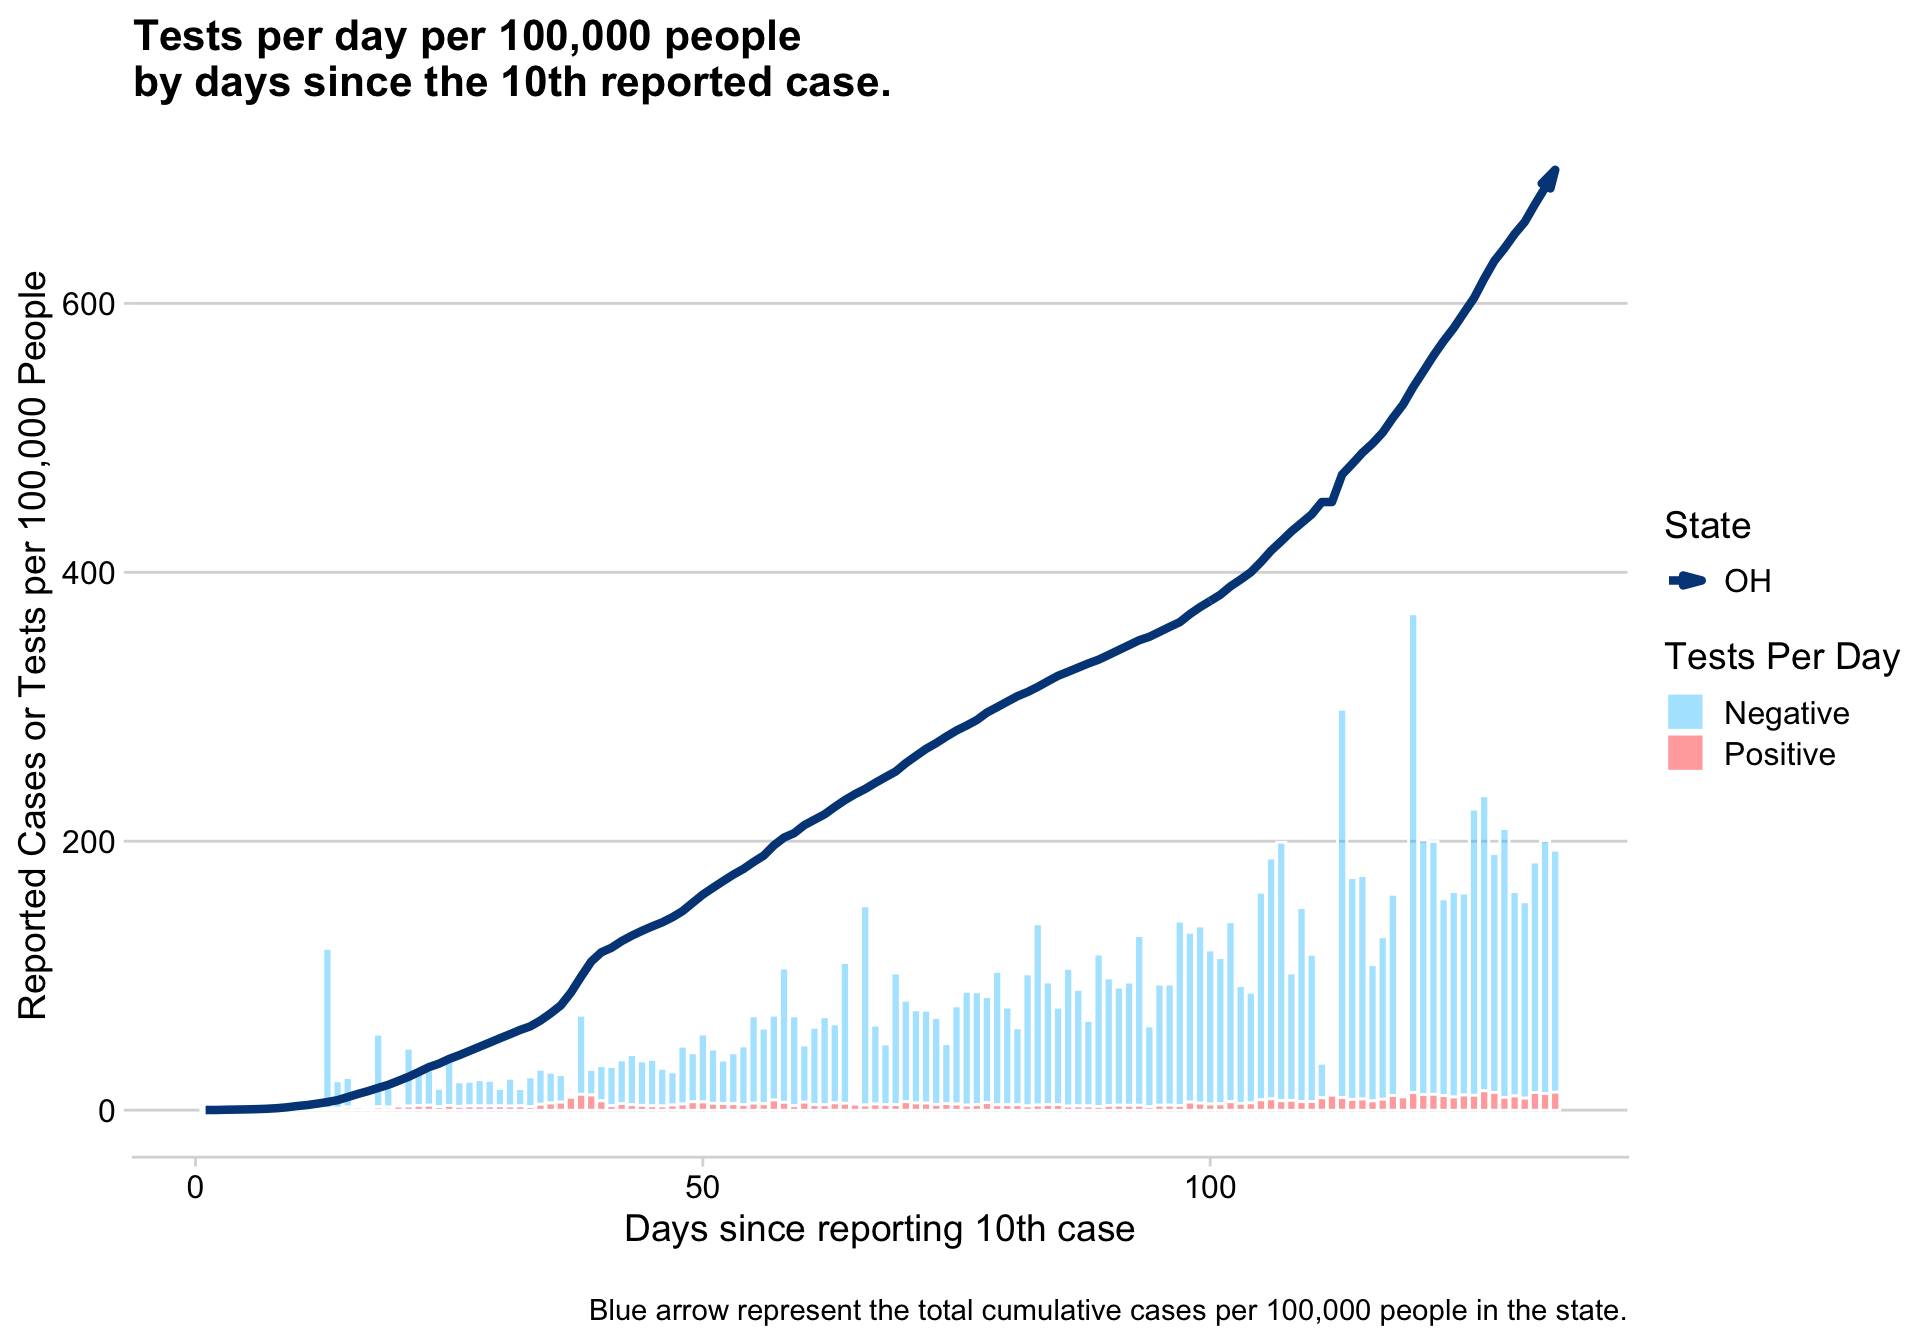 Tests per day per 100,000 people
by days since the 10th reported case.
Reported Cases or Tests per 100,000 People
600
400
200
0
0
50
100
Days since reporting 10th case
State
OH
Tests Per Day
Negative
Positive
Blue arrow represent the total cumulative cases per 100,000 people in the state.